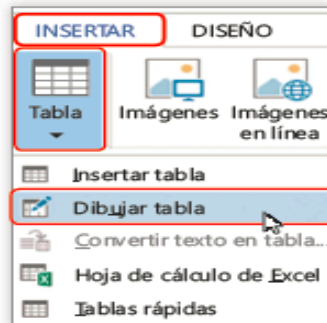 INSERTAR DISEÑO
Tabla Imágenes Imágenes
en línea
Insertar tabla
Dibujar tabla
Convertir texto en tabla...
Hoja de cálculo de Excel
Tablas rápidas